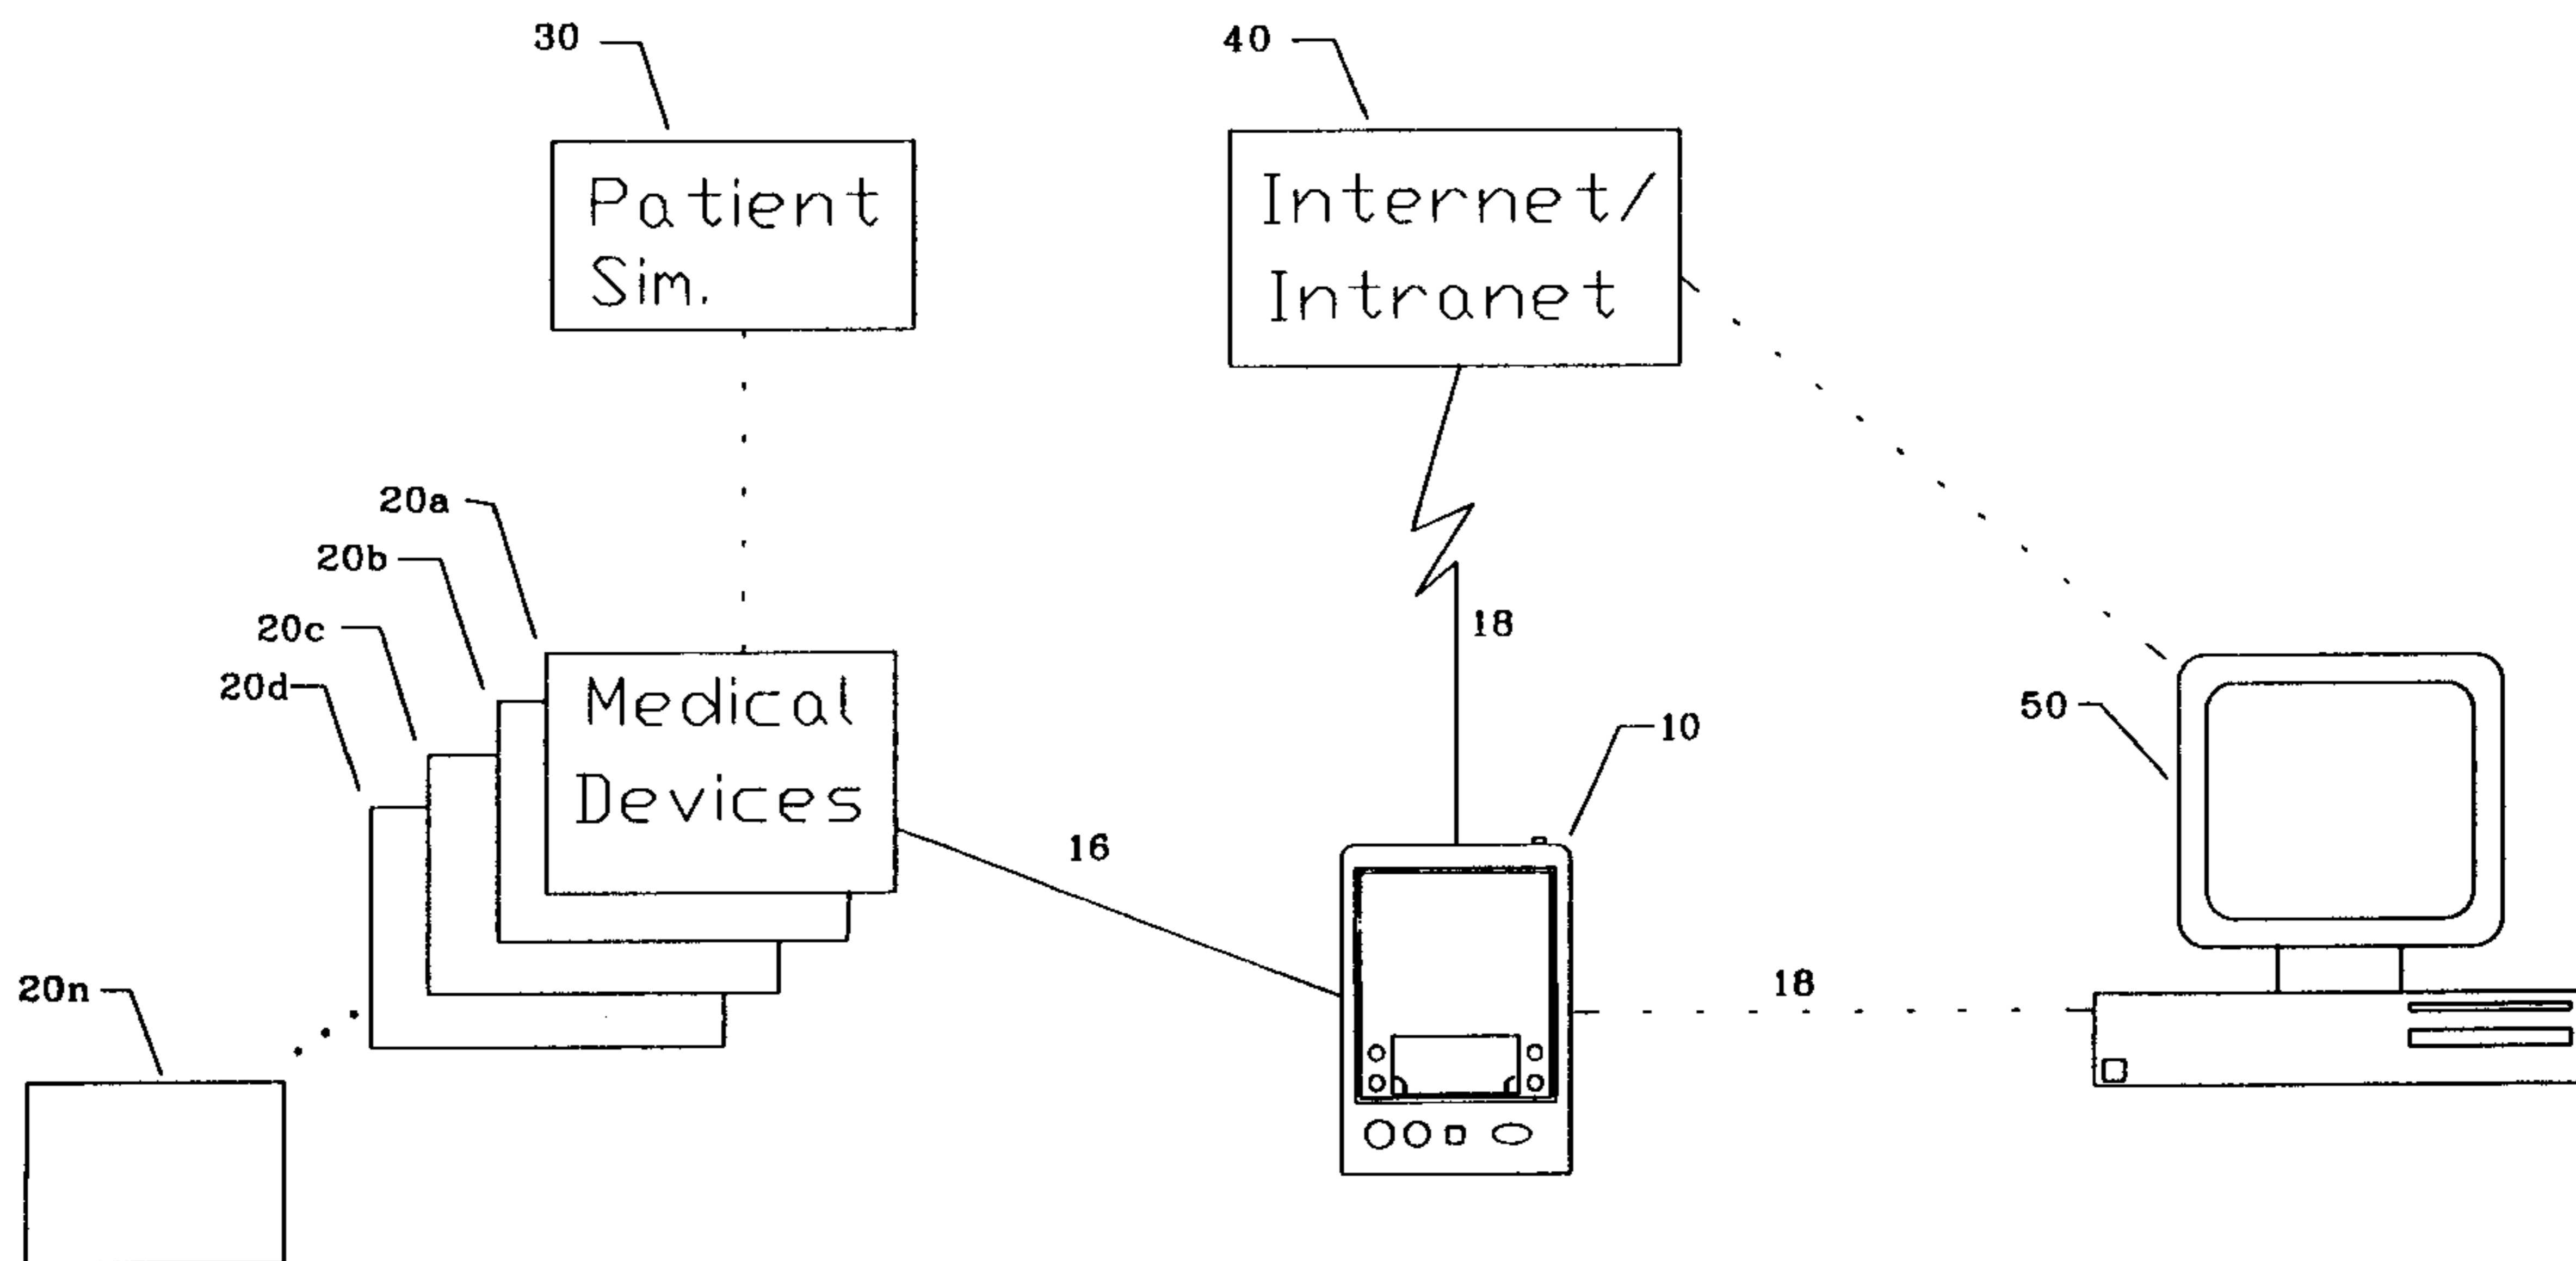 30
40
Patient
Sim.
Internet/
Intranet
20a
20b
20c
20d
18
Medical
Devices
50
10
16
20n
18